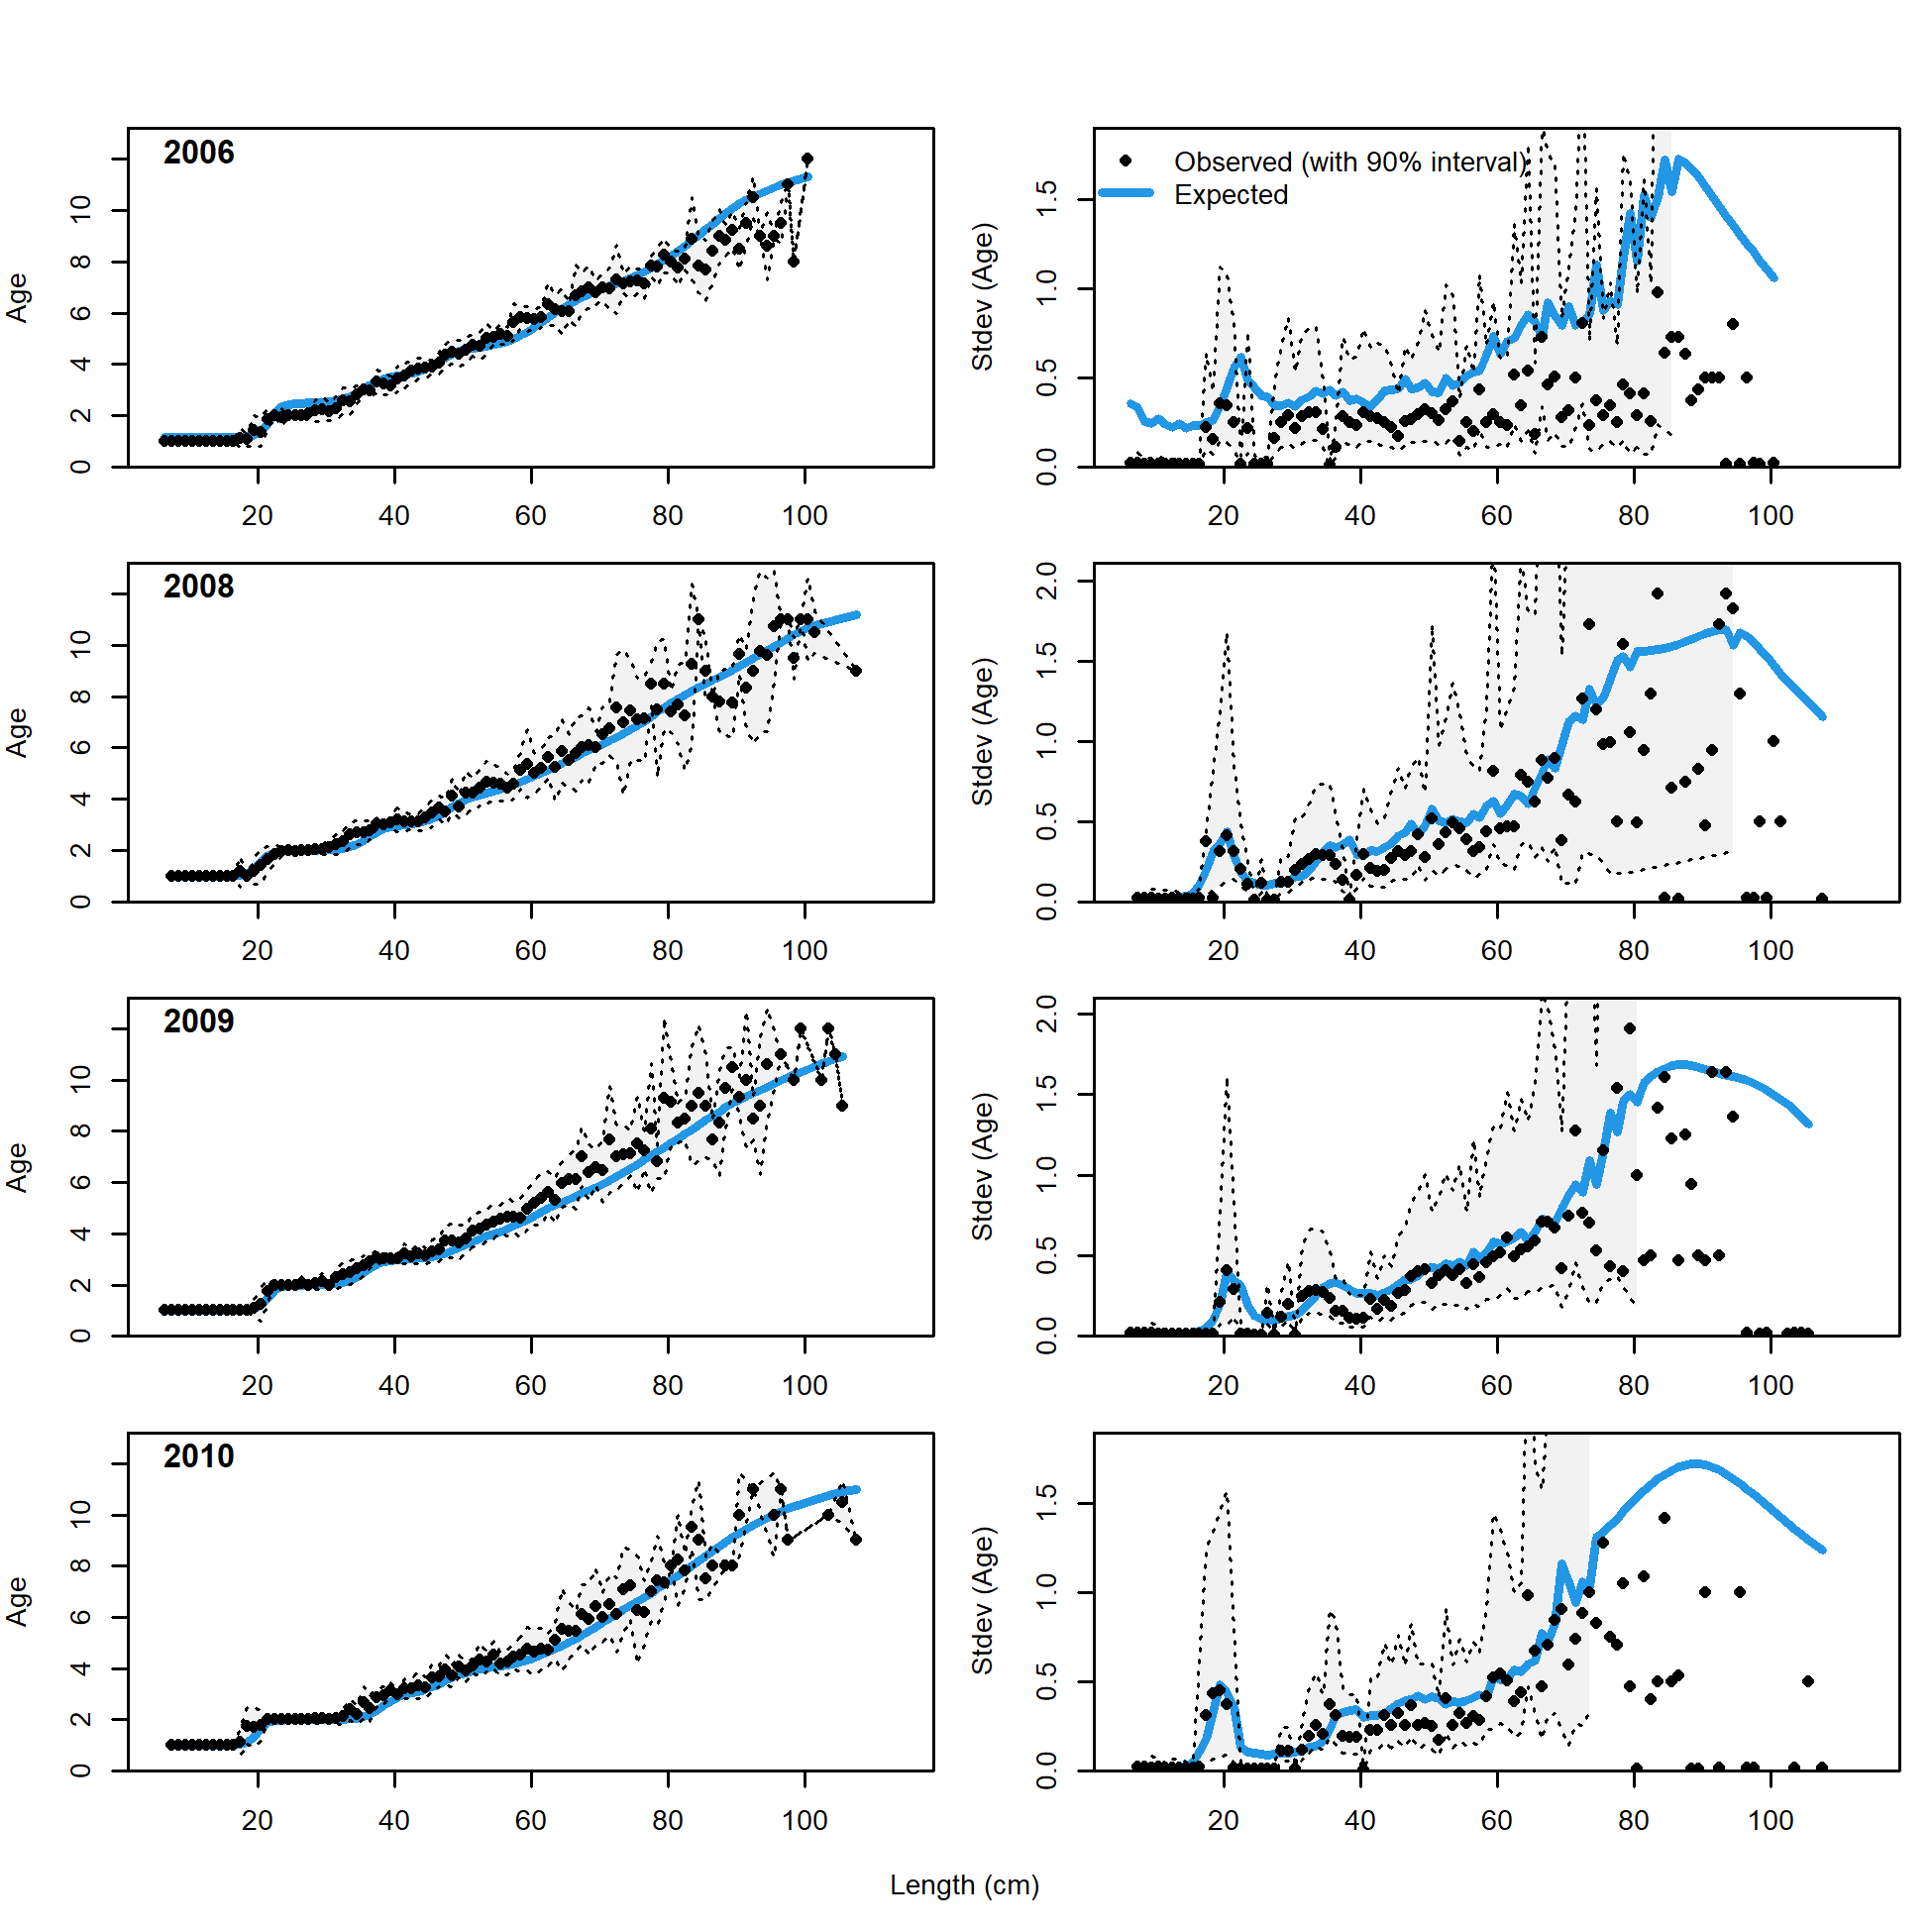 2006
Age
0 2 4 6 8 10
20 40 60 80 100
Observed (with 90% interval)
Expected
Stdev (Age)
0.0 0.5 1.0 1.5
20 40 60 80 100
2008
Age
0 2 4 6 8 10
20 40 60 80 100
Stdev (Age)
0.0 0.5 1.0 1.5 2.0
20 40 60 80 100
2009
Age
0 2 4 6 8 10
20 40 60 80 100
Stdev (Age)
0.0 0.5 1.0 1.5 2.0
20 40 60 80 100
2010
Age
0 2 4 6 8 10
20 40 60 80 100
Stdev (Age)
0.0 0.5 1.0 1.5
20 40 60 80 100
Length (cm)